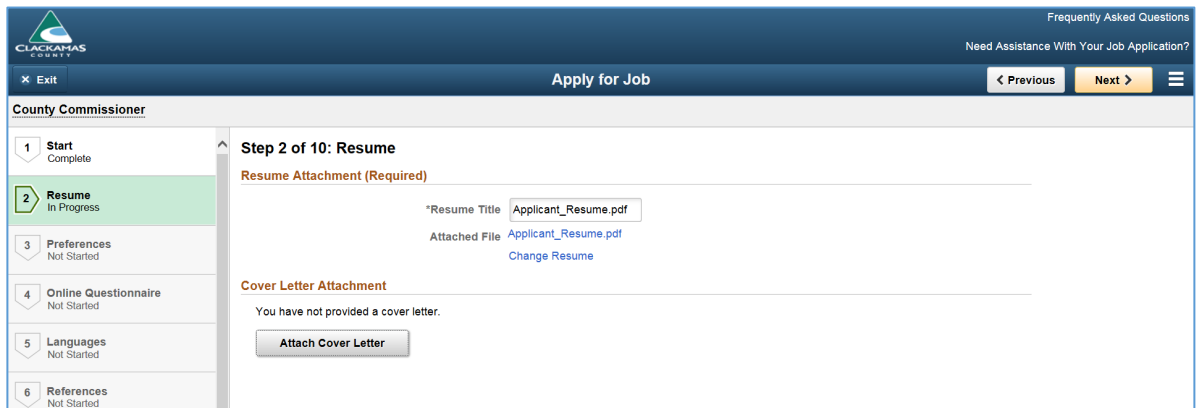 CLACKAMAS
COUNTY
Frequently Asked Questions
Need Assistance With Your Job Application?
× Exit
Apply for Job
Previous
Next
County Commissioner
1 Start
Complete
2 Resume
In Progress
3 Preferences
Not Started
4 Online Questionnaire
Not Started
5 Languages
Not Started
6 References
Not Started
Step 2 of 10: Resume
Resume Attachment (Required)
*Resume Title Applicant_Resume.pdf
Attached File Applicant_Resume.pdf
Change Resume
Cover Letter Attachment
You have not provided a cover letter.
Attach Cover Letter